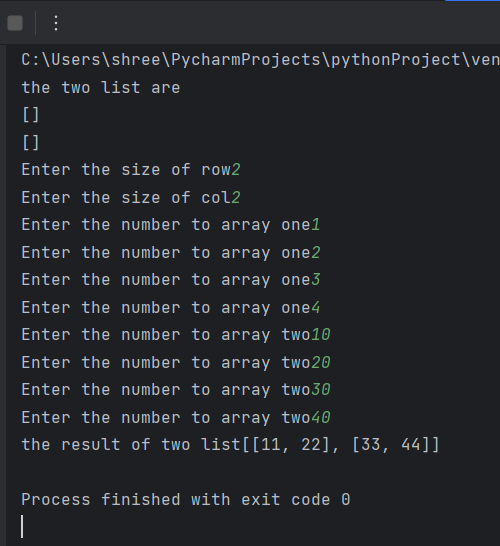 C:\Users\shree\PycharmProjects\pythonProject\ven
the two list are
[]
[]
Enter the size of row2
Enter the size of col2
Enter the number to array one1
Enter the number to array one2
Enter the number to array one3
Enter the number to array one4
Enter the number to array two10
Enter the number to array two20
Enter the number to array two30
Enter the number to array two40
the result of two list[[11, 22], [33, 44]]
Process finished with exit code 0